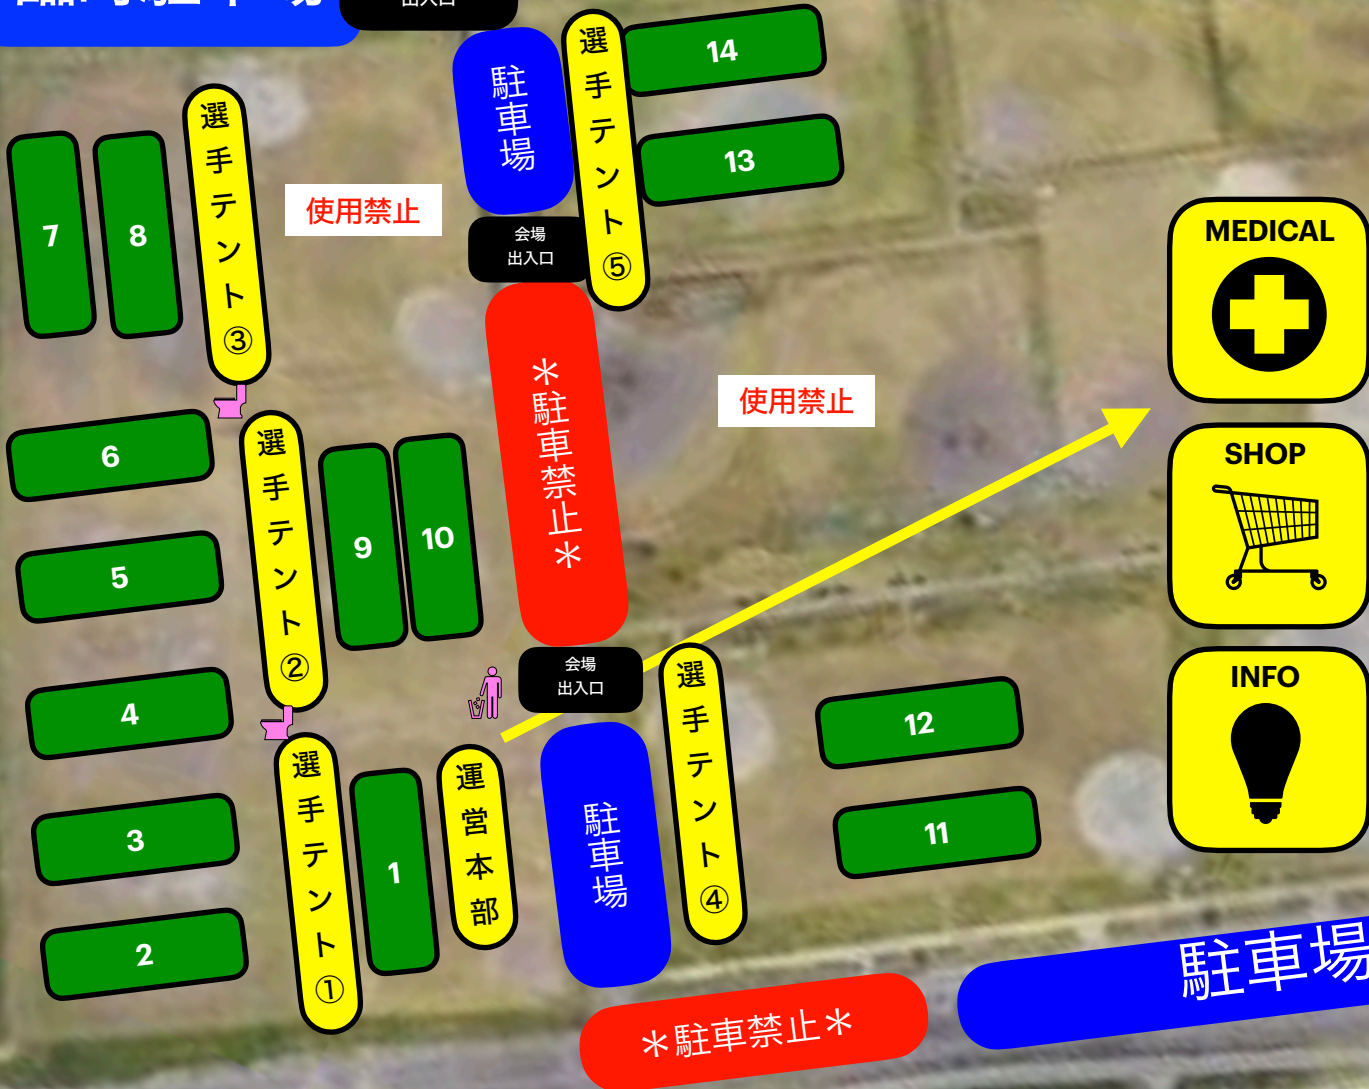 出入口
駐車場
選手テント⑤
14
13
選手テント③
7
8
使用禁止
会場
出入口
MEDICAL
＊駐車禁止＊
使用禁止
6
選手テント②
9
10
SHOP
5
4
会場
出入口
選手テント④
12
INFO
選手テント①
運営本部
3
1
駐車場
11
2
駐車場
＊駐車禁止＊